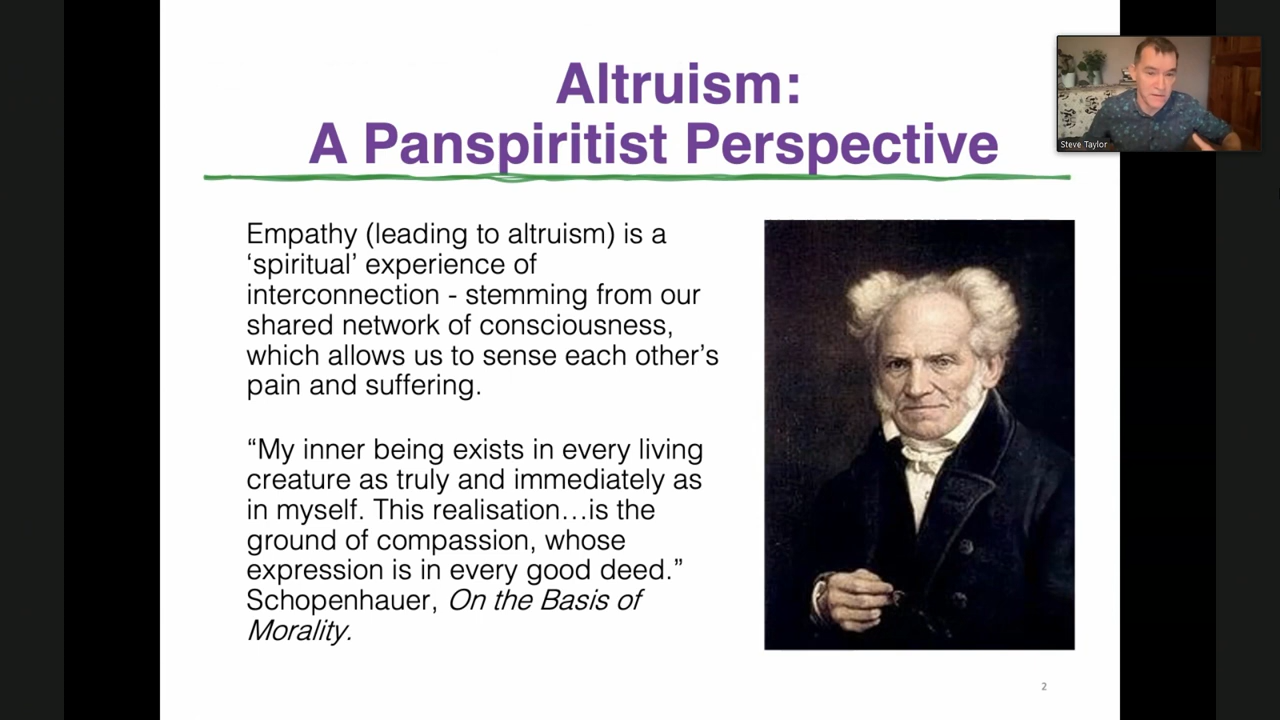 Altruism:
A Panspiritist Perspective
Steve Taylor
Empathy (leading to altruism) is a
‘spiritual’ experience of
interconnection - stemming from our
shared network of consciousness,
which allows us to sense each other’s
pain and suffering.
“My inner being exists in every living
creature as truly and immediately as
in myself. This realisation…is the
ground of compassion, whose
expression is in every good deed.”
Schopenhauer, On the Basis of
Morality.
2